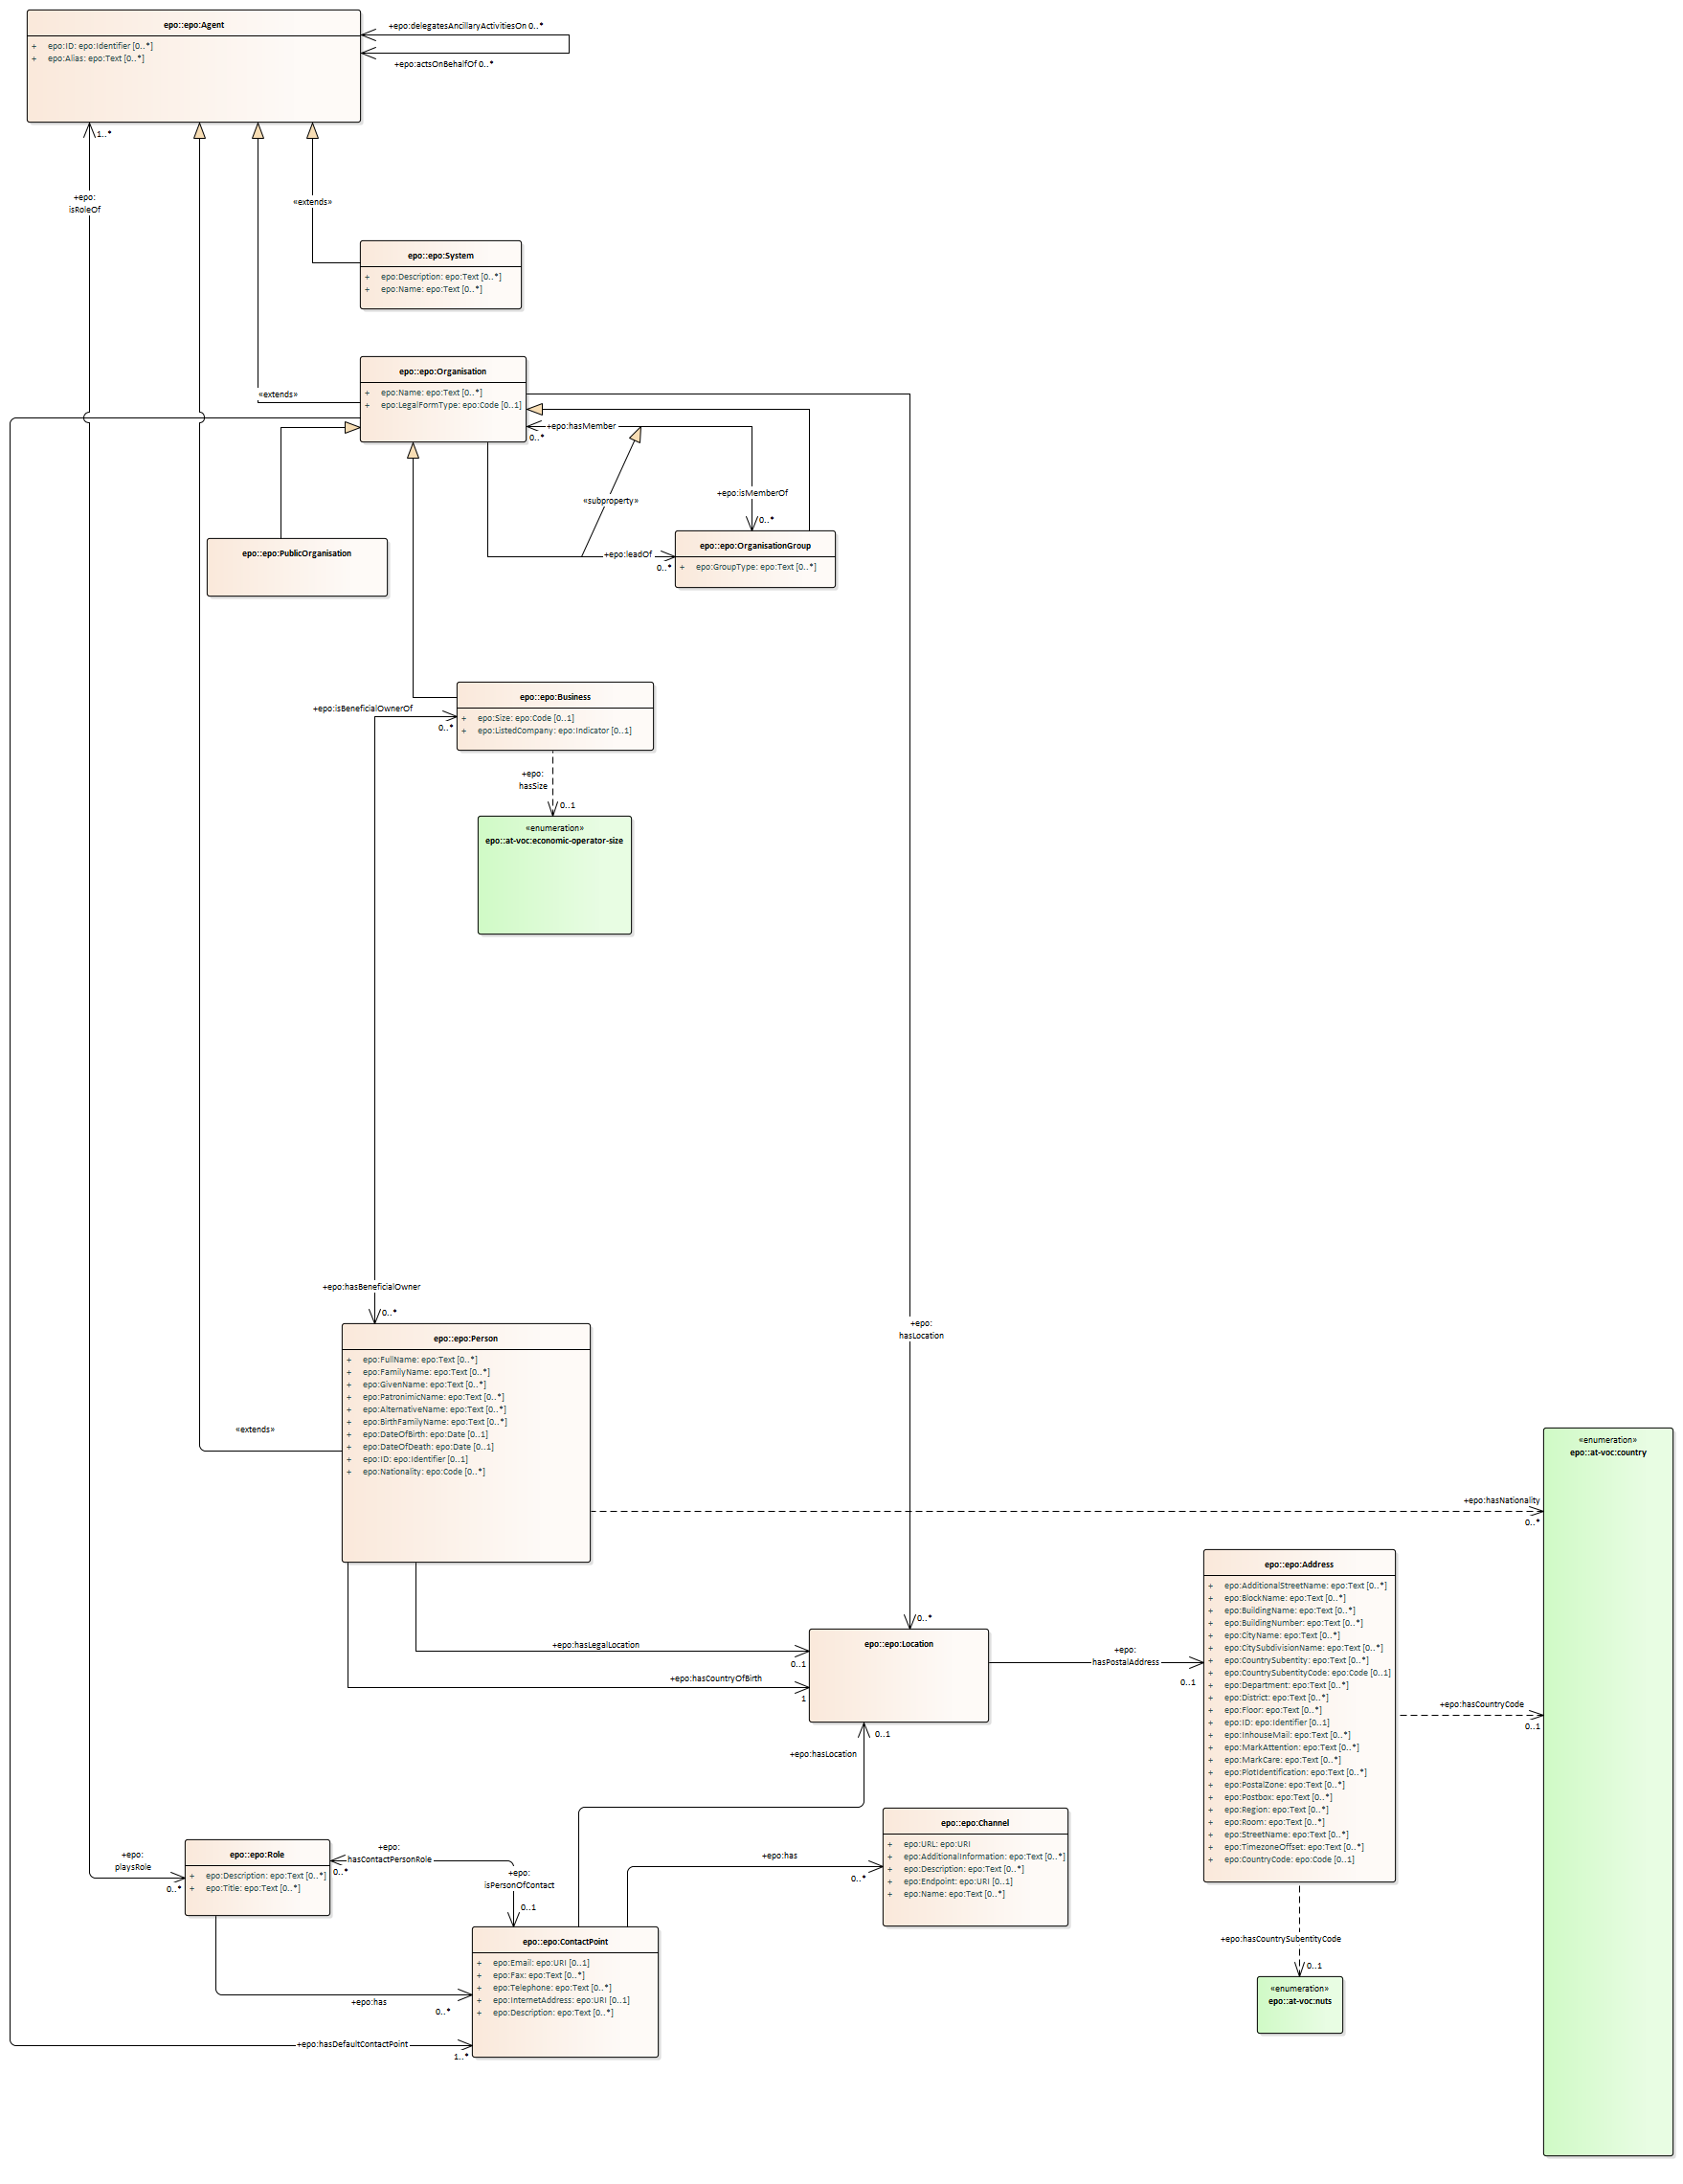 epo::epo:Agent
+ epo:ID: epo:Identifier [0..*]
+ epo:Alias: epo:Text [0..*]
+epo:delegatesAncillaryActivitiesOn 0..*
+epo:actsOnBehalfOf 0..*
1..*
+epo:
isRoleOf
«extends»
epo::epo:System
+ epo:Description: epo:Text [0..*]
+ epo:Name: epo:Text [0..*]
epo::epo:Organisation
+ epo:Name: epo:Text [0..*]
+ epo:LegalFormType: epo:Code [0..1]
«extends»
+epo:hasMember
0..*
«subproperty»
+epo:isMemberOf
0..*
epo::epo:PublicOrganisation
+epo:leadOf
0..*
epo::epo:OrganisationGroup
+ epo:GroupType: epo:Text [0..*]
epo::epo:Business
+ epo:Size: epo:Code [0..1]
+ epo:ListedCompany: epo:Indicator [0..1]
+epo:isBeneficialOwnerOf
0..*
+epo:
hasSize
0..1
«enumeration»
epo::at-voc:economic-operator-size
+epo:hasBeneficialOwner
0..*
+epo:
hasLocation
epo::epo:Person
+ epo:FullName: epo:Text [0..*]
+ epo:FamilyName: epo:Text [0..*]
+ epo:GivenName: epo:Text [0..*]
+ epo:PatronimicName: epo:Text [0..*]
+ epo:AlternativeName: epo:Text [0..*]
+ epo:BirthFamilyName: epo:Text [0..*]
+ epo:DateOfBirth: epo:Date [0..1]
+ epo:DateOfDeath: epo:Date [0..1]
+ epo:ID: epo:Identifier [0..1]
+ epo:Nationality: epo:Code [0..*]
«extends»
«enumeration»
epo::at-voc:country
+epo:hasNationality
0..*
epo::epo:Address
+ epo:AdditionalStreetName: epo:Text [0..*]
+ epo:BlockName: epo:Text [0..*]
+ epo:BuildingName: epo:Text [0..*]
+ epo:BuildingNumber: epo:Text [0..*]
+ epo:CityName: epo:Text [0..*]
+ epo:CitySubdivisionName: epo:Text [0..*]
+ epo:CountrySubentity: epo:Text [0..*]
+ epo:CountrySubentityCode: epo:Code [0..1]
+ epo:Department: epo:Text [0..*]
+ epo:District: epo:Text [0..*]
+ epo:Floor: epo:Text [0..*]
+ epo:ID: epo:Identifier [0..1]
+ epo:InhouseMail: epo:Text [0..*]
+ epo:MarkAttention: epo:Text [0..*]
+ epo:MarkCare: epo:Text [0..*]
+ epo:PlotIdentification: epo:Text [0..*]
+ epo:PostalZone: epo:Text [0..*]
+ epo:Postbox: epo:Text [0..*]
+ epo:Region: epo:Text [0..*]
+ epo:Room: epo:Text [0..*]
+ epo:StreetName: epo:Text [0..*]
+ epo:TimezoneOffset: epo:Text [0..*]
+ epo:CountryCode: epo:Code [0..1]
0..*
epo::epo:Location
+epo:hasLegalLocation
0..1
+epo:hasCountryOfBirth
1
+epo:
hasPostalAddress
0..1
+epo:hasCountryCode
0..1
0..1
+epo:hasLocation
epo::epo:Channel
+ epo:URL: epo:URI
+ epo:AdditionalInformation: epo:Text [0..*]
+ epo:Description: epo:Text [0..*]
+ epo:Endpoint: epo:URI [0..1]
+ epo:Name: epo:Text [0..*]
+epo:has
0..*
epo::epo:Role
+ epo:Description: epo:Text [0..*]
+ epo:Title: epo:Text [0..*]
+epo:
playsRole
0..*
+epo:
hasContactPersonRole
0..*
+epo:
isPersonOfContact
0..1
epo::epo:ContactPoint
+ epo:Email: epo:URI [0..1]
+ epo:Fax: epo:Text [0..*]
+ epo:Telephone: epo:Text [0..*]
+ epo:InternetAddress: epo:URI [0..1]
+ epo:Description: epo:Text [0..*]
+epo:has
0..*
+epo:hasDefaultContactPoint
1..*
+epo:hasCountrySubentityCode
0..1
«enumeration»
epo::at-voc:nuts